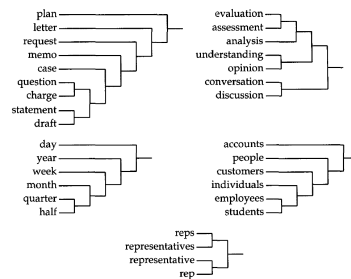 plan
letter
request
memo
case
question
charge
statement
draft
evaluation
assessment
analysis
understanding
opinion
conversation
discussion
day
year
week
month
quarter
half
accounts
people
customers
individuals
employees
students
reps
representatives
representative
rep